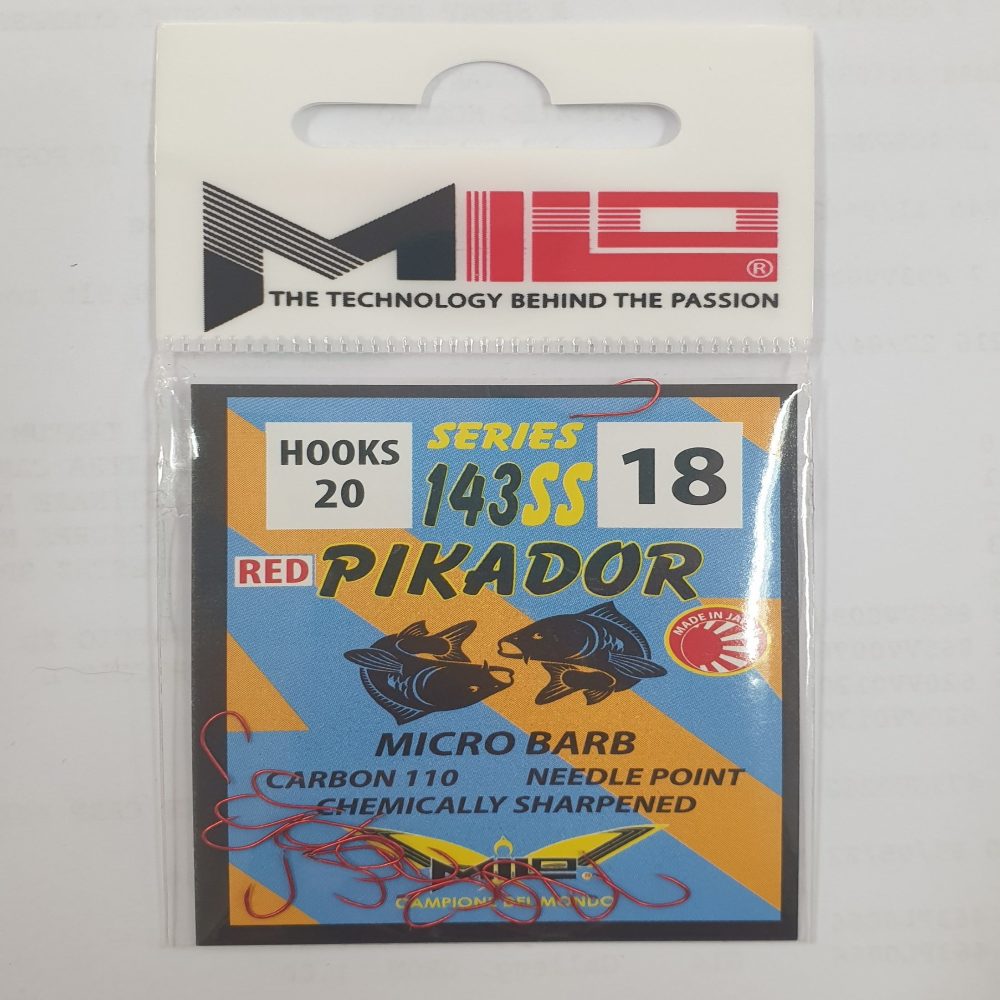 MILO®
THE TECHNOLOGY BEHIND THE PASSION
HOOKS
20
SERIES
143SS
18
RED PIKADOR
MADE IN JAPAN
MICRO BARB
CARBON 110 NEEDLE POINT
CHEMICALLY SHARPENED
MILO
CAMPIONE DEL MONDO